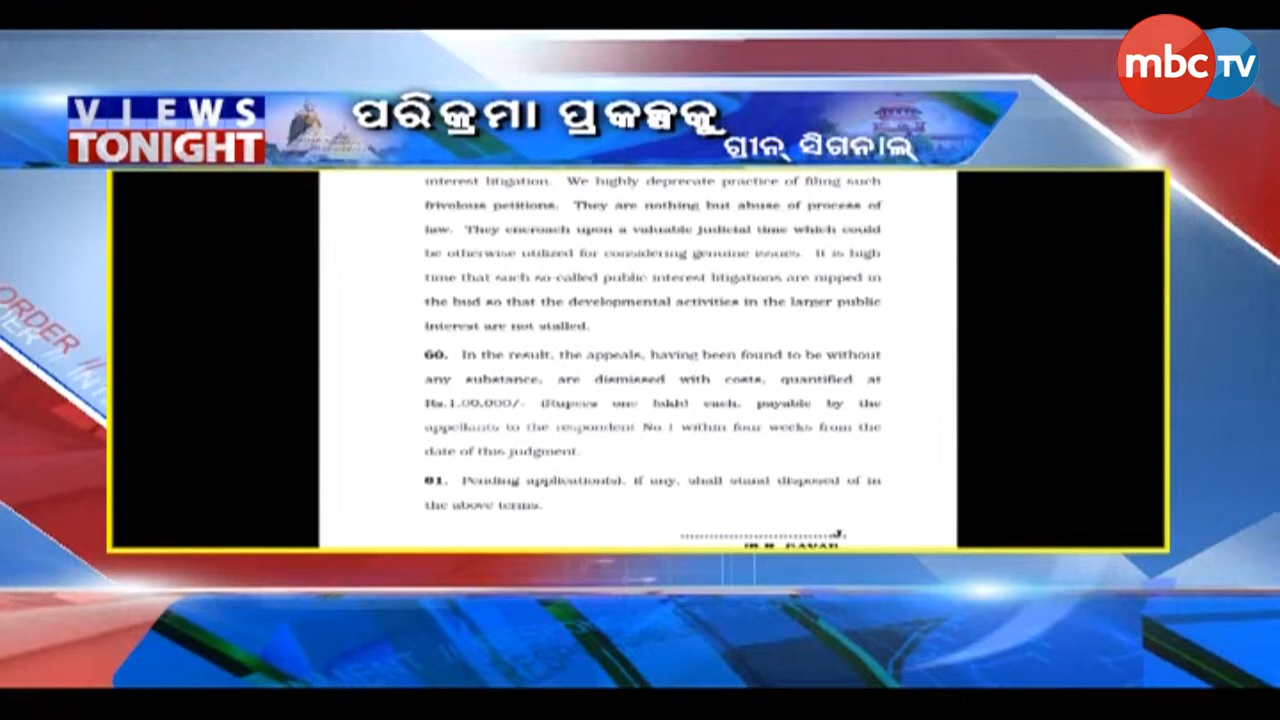 mbc TV
VIEWS
TONIGHT
ପରିକ୍ରମା ପ୍ରକଳ୍ପକୁ
ଗ୍ରୀନ୍ ସିଗନାଲ୍
interest litigation. We highly deprecate practice of filing such
frivolous petitions. They are nothing but abuse of process of
law. They encroach upon a valuable judicial time which could
be otherwise utilized for considering genuine issues. It is high
time that such so-called public interest litigations are nipped in
the bud so that the developmental activities in the larger public
interest are not stalled.
60. In the result, the appeals, having been found to be without
any substance, are dismissed with costs, quantified at
Rs.1,00,000/- (Rupees one lakh) each, payable by the
appellants to the respondent No.1 within four weeks from the
date of this judgment.
61. Pending application(s), if any, shall stand disposed of in
the above terms.
..............................J.
ORDER